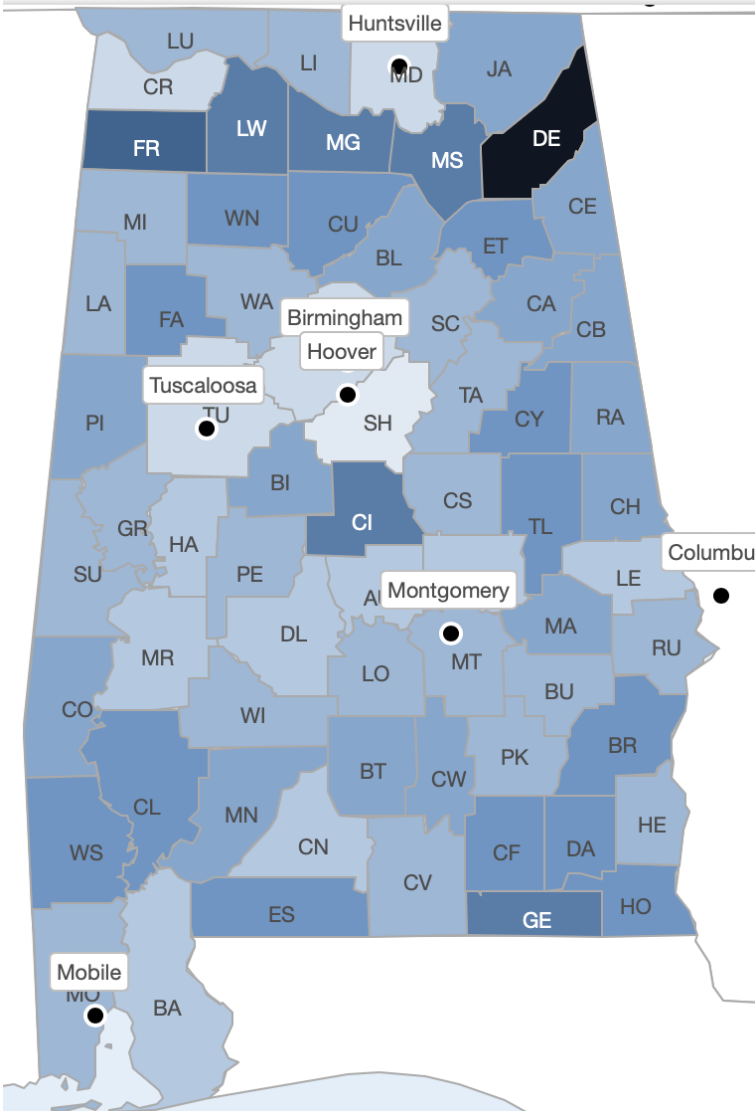 Huntsville
LU
LI
MD
JA
CR
LW
MG
DE
FR
MS
CE
MI
WN
CU
ET
BL
LA
WA
CA
FA
Birmingham
SC
CB
Hoover
Tuscaloosa
TU
TA
PI
SH
CY
RA
BI
CS
CH
CI
GR
TL
HA
Columbu
SU
PE
LE
Montgomery
DL
MA
MR
RU
LO
MT
BU
CO
WI
BR
PK
BT
CW
CL
MN
HE
CN
WS
CF
DA
CV
ES
GE
HO
Mobile
MO
BA